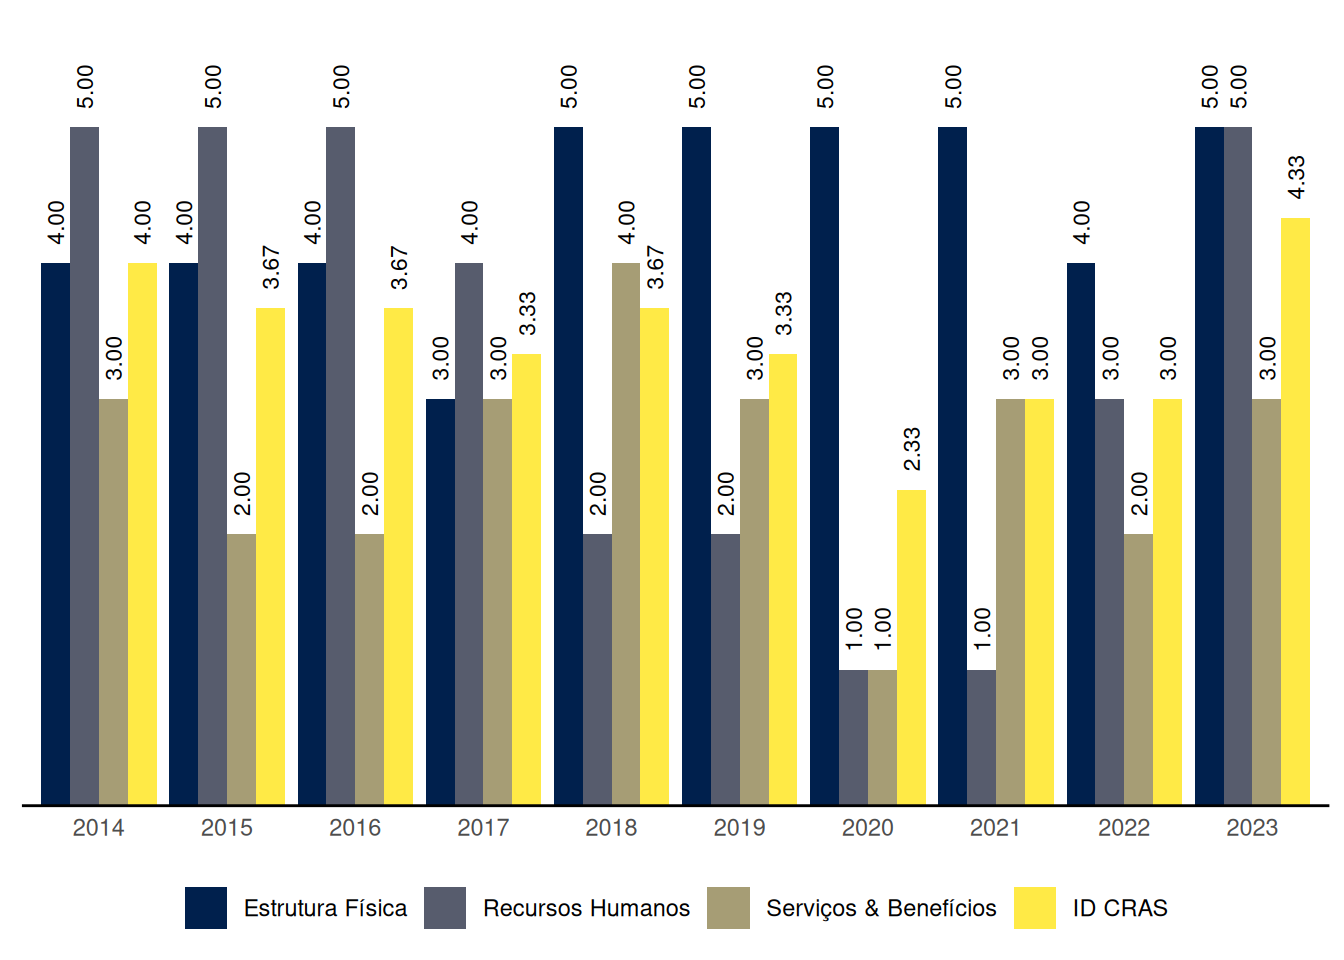 5.00 5.00 5.00 5.00 5.00 5.00 5.00 5.00 5.00
4.33
4.00 4.00 4.00 4.00 4.00 4.00 4.00
3.67 3.67 3.67
3.33 3.33
3.00 3.00 3.00 3.00 3.00 3.00 3.00 3.00 3.00
2.33
2.00 2.00 2.00 2.00 2.00
1.00 1.00 1.00
2014 2015 2016 2017 2018 2019 2020 2021 2022 2023
Estrutura Física Recursos Humanos Serviços & Benefícios ID CRAS